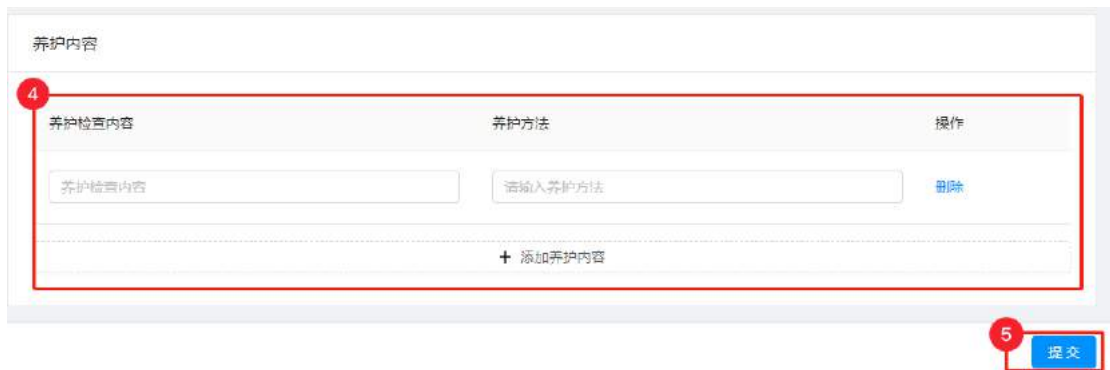 养护内容
4
养护检查内容 养护方法 操作
养护检查内容 请输入养护方法 删除
+ 添加养护内容
5
提交